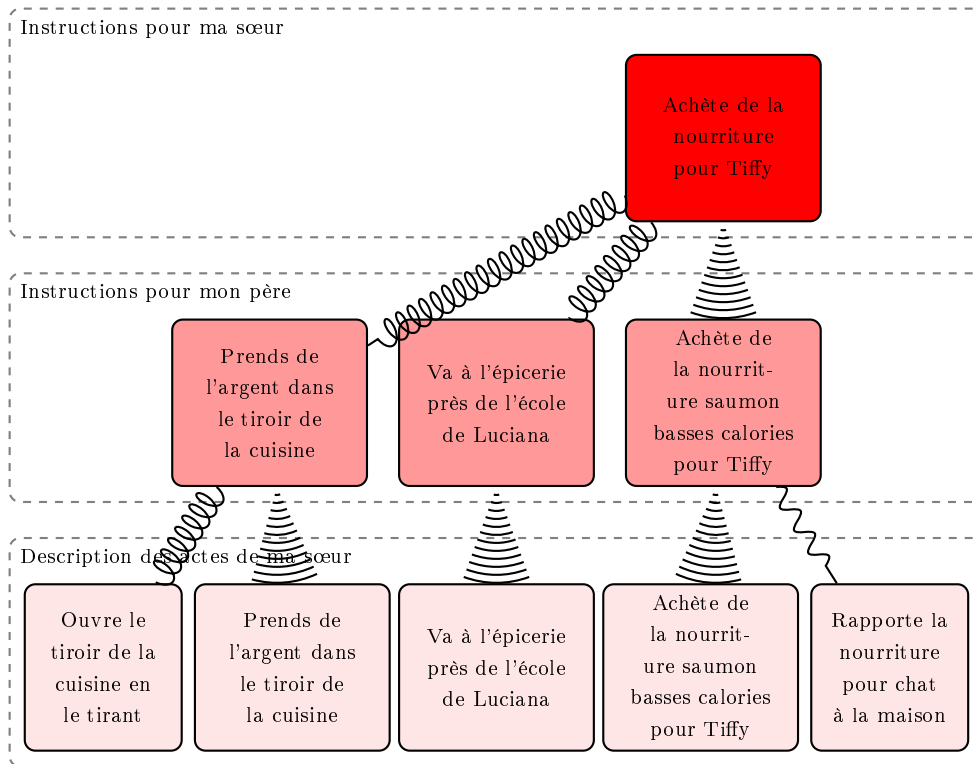 Instructions pour ma sœur
Achète de la
nourriture
pour Tiffy
Instructions pour mon père
Prends de
l'argent dans
le tiroir de
la cuisine
Va à l'épicerie
près de l'école
de Luciana
Achète de
la nourrit-
ure saumon
basses calories
pour Tiffy
Description des actes de ma sœur
Ouvre le
tiroir de la
cuisine en
le tirant
Prends de
l'argent dans
le tiroir de
la cuisine
Va à l'épicerie
près de l'école
de Luciana
Achète de
la nourrit-
ure saumon
basses calories
pour Tiffy
Rapporte la
nourriture
pour chat
à la maison